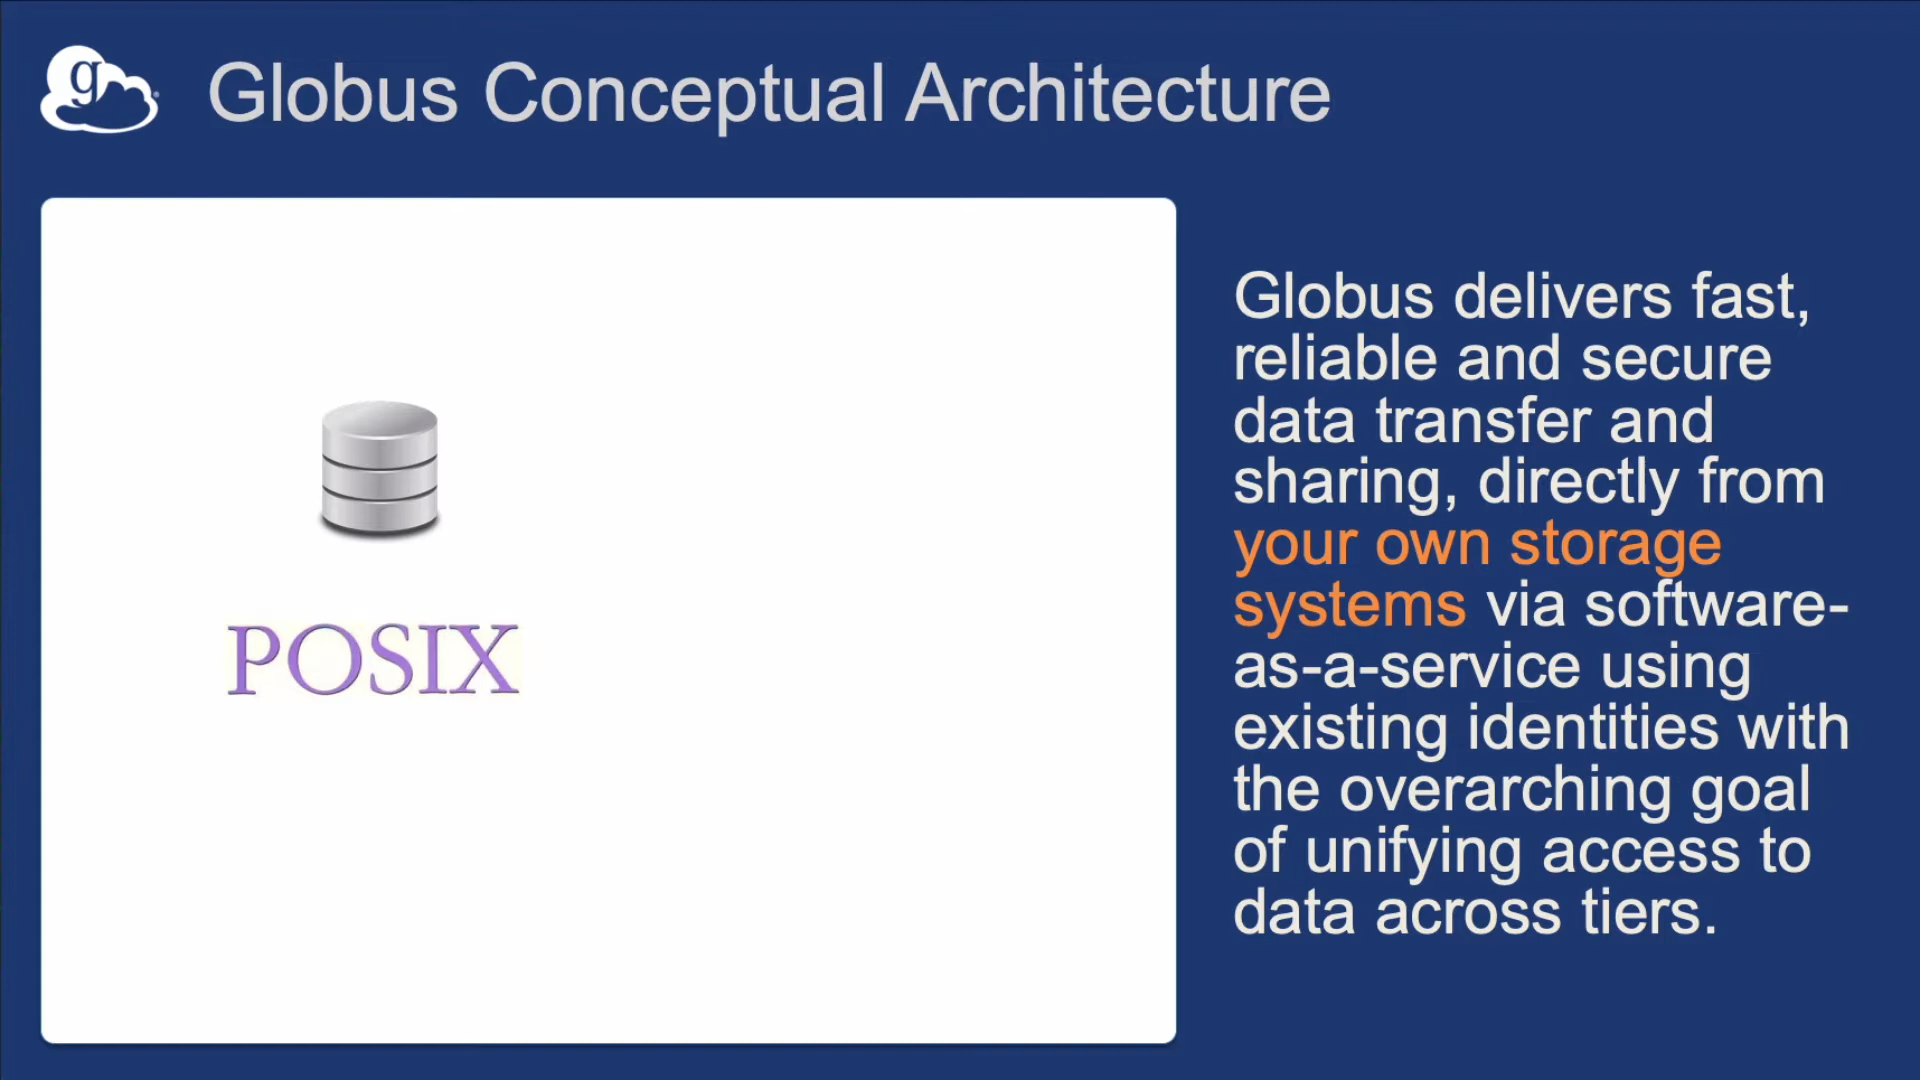 g
Globus Conceptual Architecture
POSIX
Globus delivers fast,
reliable and secure
data transfer and
sharing, directly from
your own storage
systems via software-
as-a-service using
existing identities with
the overarching goal
of unifying access to
data across tiers.